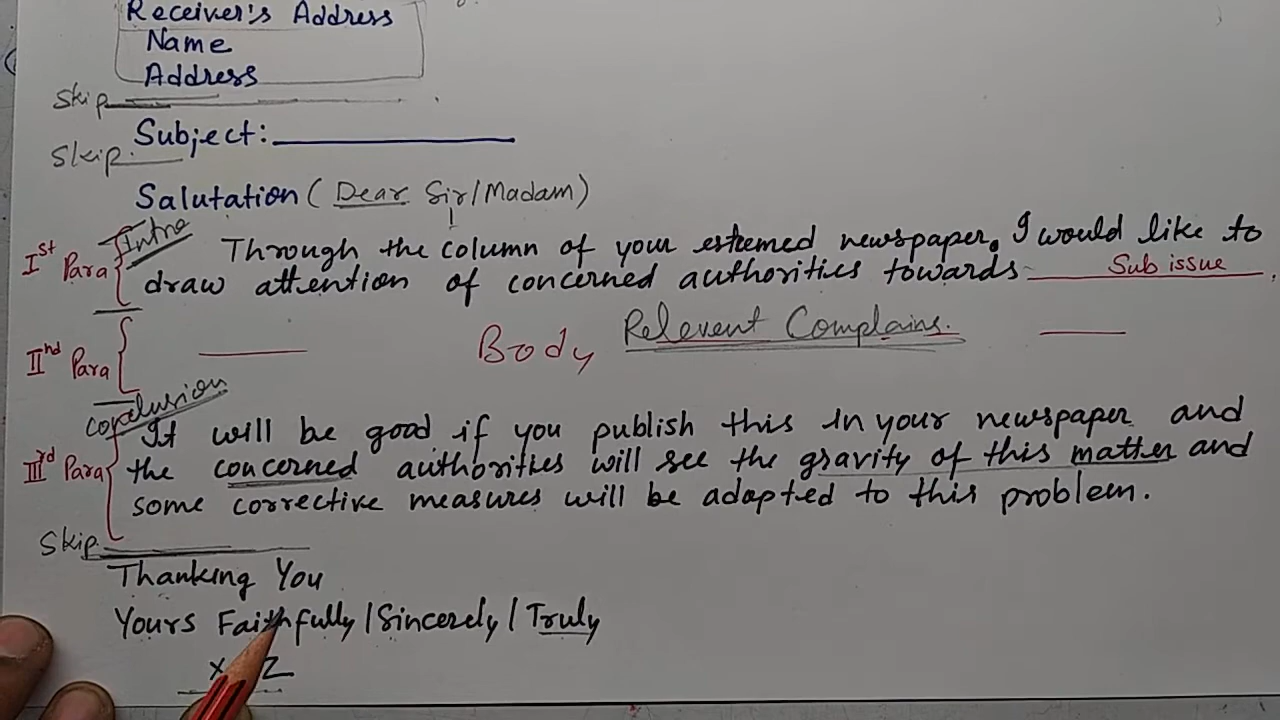 Receiver's Address
Name
Address
Skip
Subject:
Skip
Salutation ( Dear Sir/Madam)
Intro
Ist Para
Through the column of your esteemed newspaper, I would like to
draw attention of concerned authorities towards Sub issue
Body Relevent Complains.
IInd Para
Conclusion
IIIrd Para
It will be good if you publish this in your newspaper and
the concerned authorities will see the gravity of this matter and
some corrective measures will be adapted to this problem.
Skip
Thanking You
Yours Faithfully / Sincerely / Truly